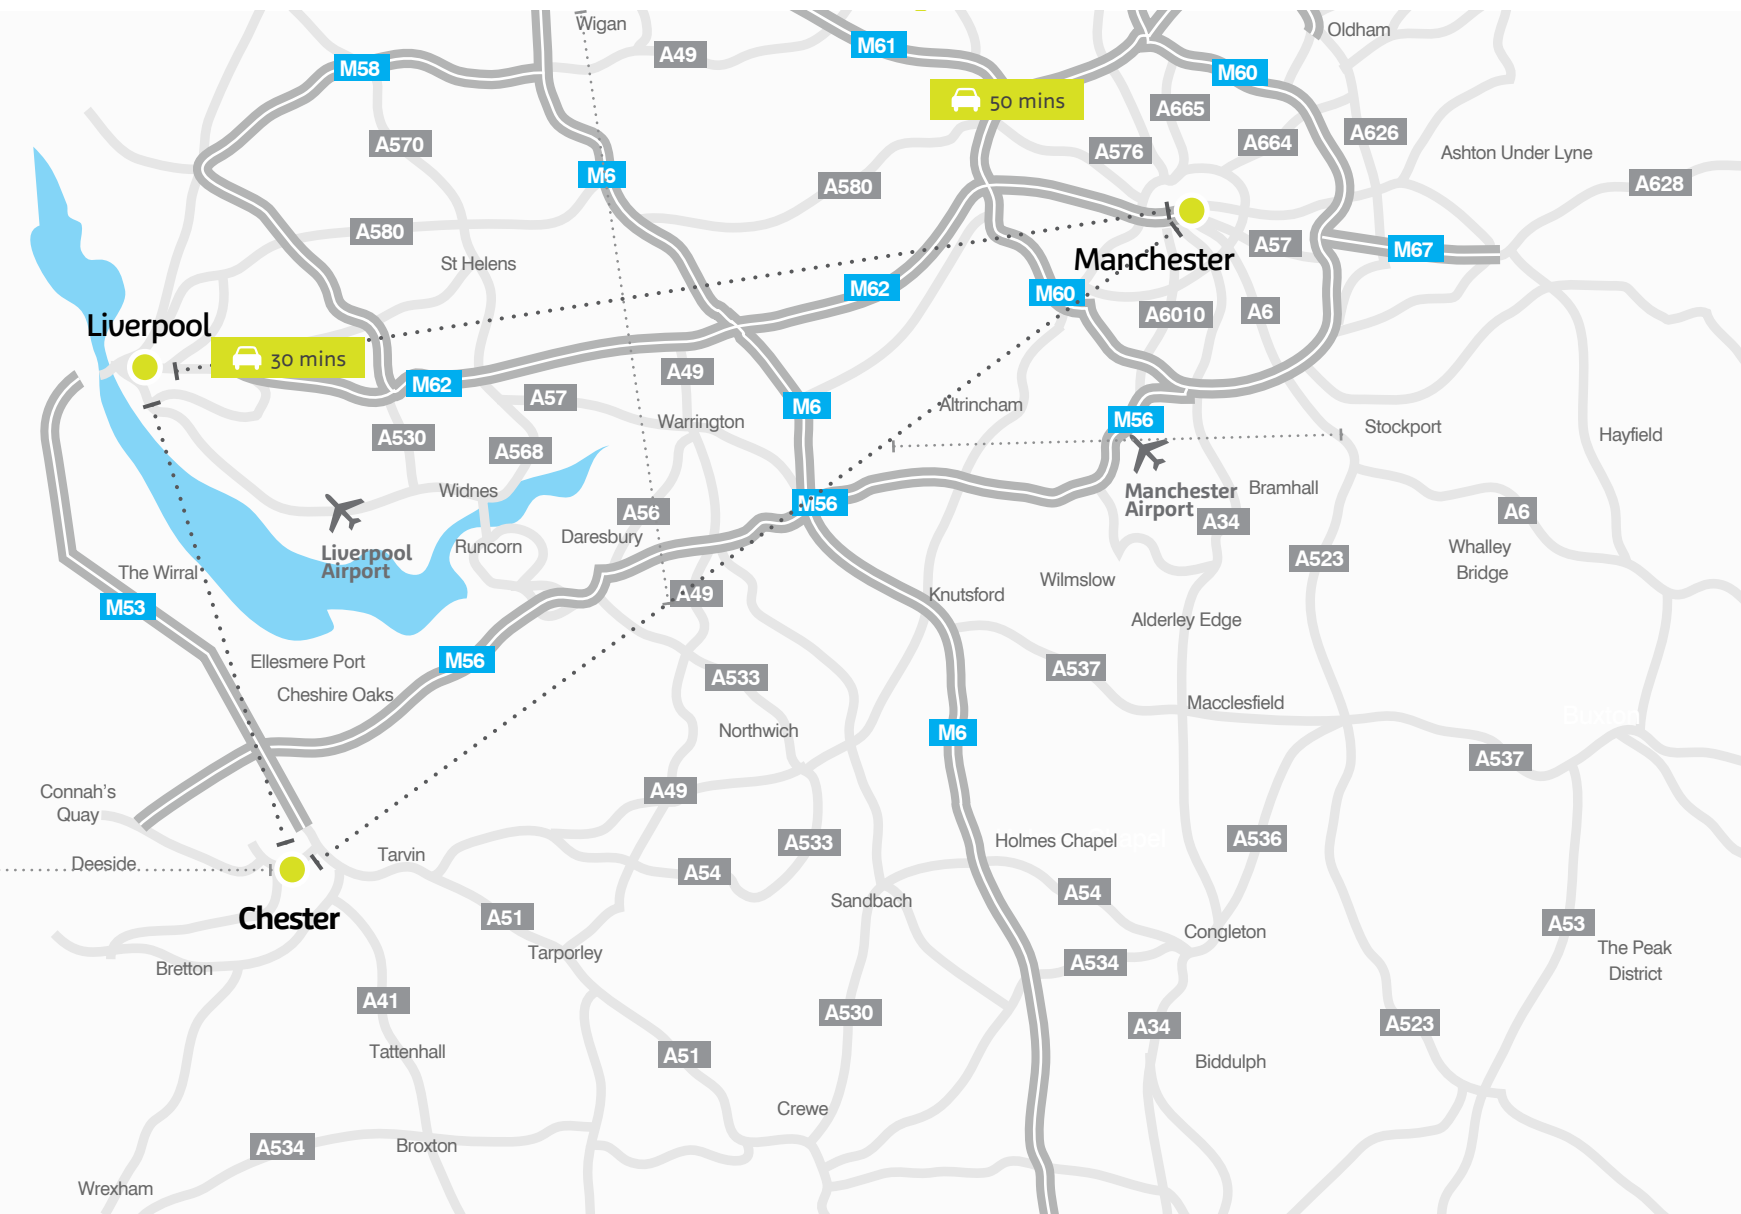 Wigan
Oldham
M61
A49
M58
M60
50 mins
A665
A626
A570
A664
A576
Ashton Under Lyne
M6
A580
A628
A580
A57
M67
St Helens
Manchester
M62
M60
A6010
A6
Liverpool
30 mins
A49
M62
A57
M6
Altrincham
Warrington
M56
Stockport
A530
Hayfield
A568
Widnes
Manchester
Airport
Bramhall
M56
A56
A34
A6
Daresbury
Runcorn
Liverpool
Airport
Whalley
Bridge
A523
The Wirral
Wilmslow
A49
Knutsford
M53
Alderley Edge
Ellesmere Port
M56
A537
A533
Cheshire Oaks
Macclesfield
Buxton
Northwich
M6
A537
Connah's
Quay
A49
A533
Holmes Chapel
apel
A536
Tarvin
Deeside
A54
A54
Sandbach
Chester
A51
A53
Congleton
Tarporley
The Peak
District
A534
Bretton
A41
A530
A34
A523
Tattenhall
A51
Biddulph
Crewe
A534
Broxton
Wrexham